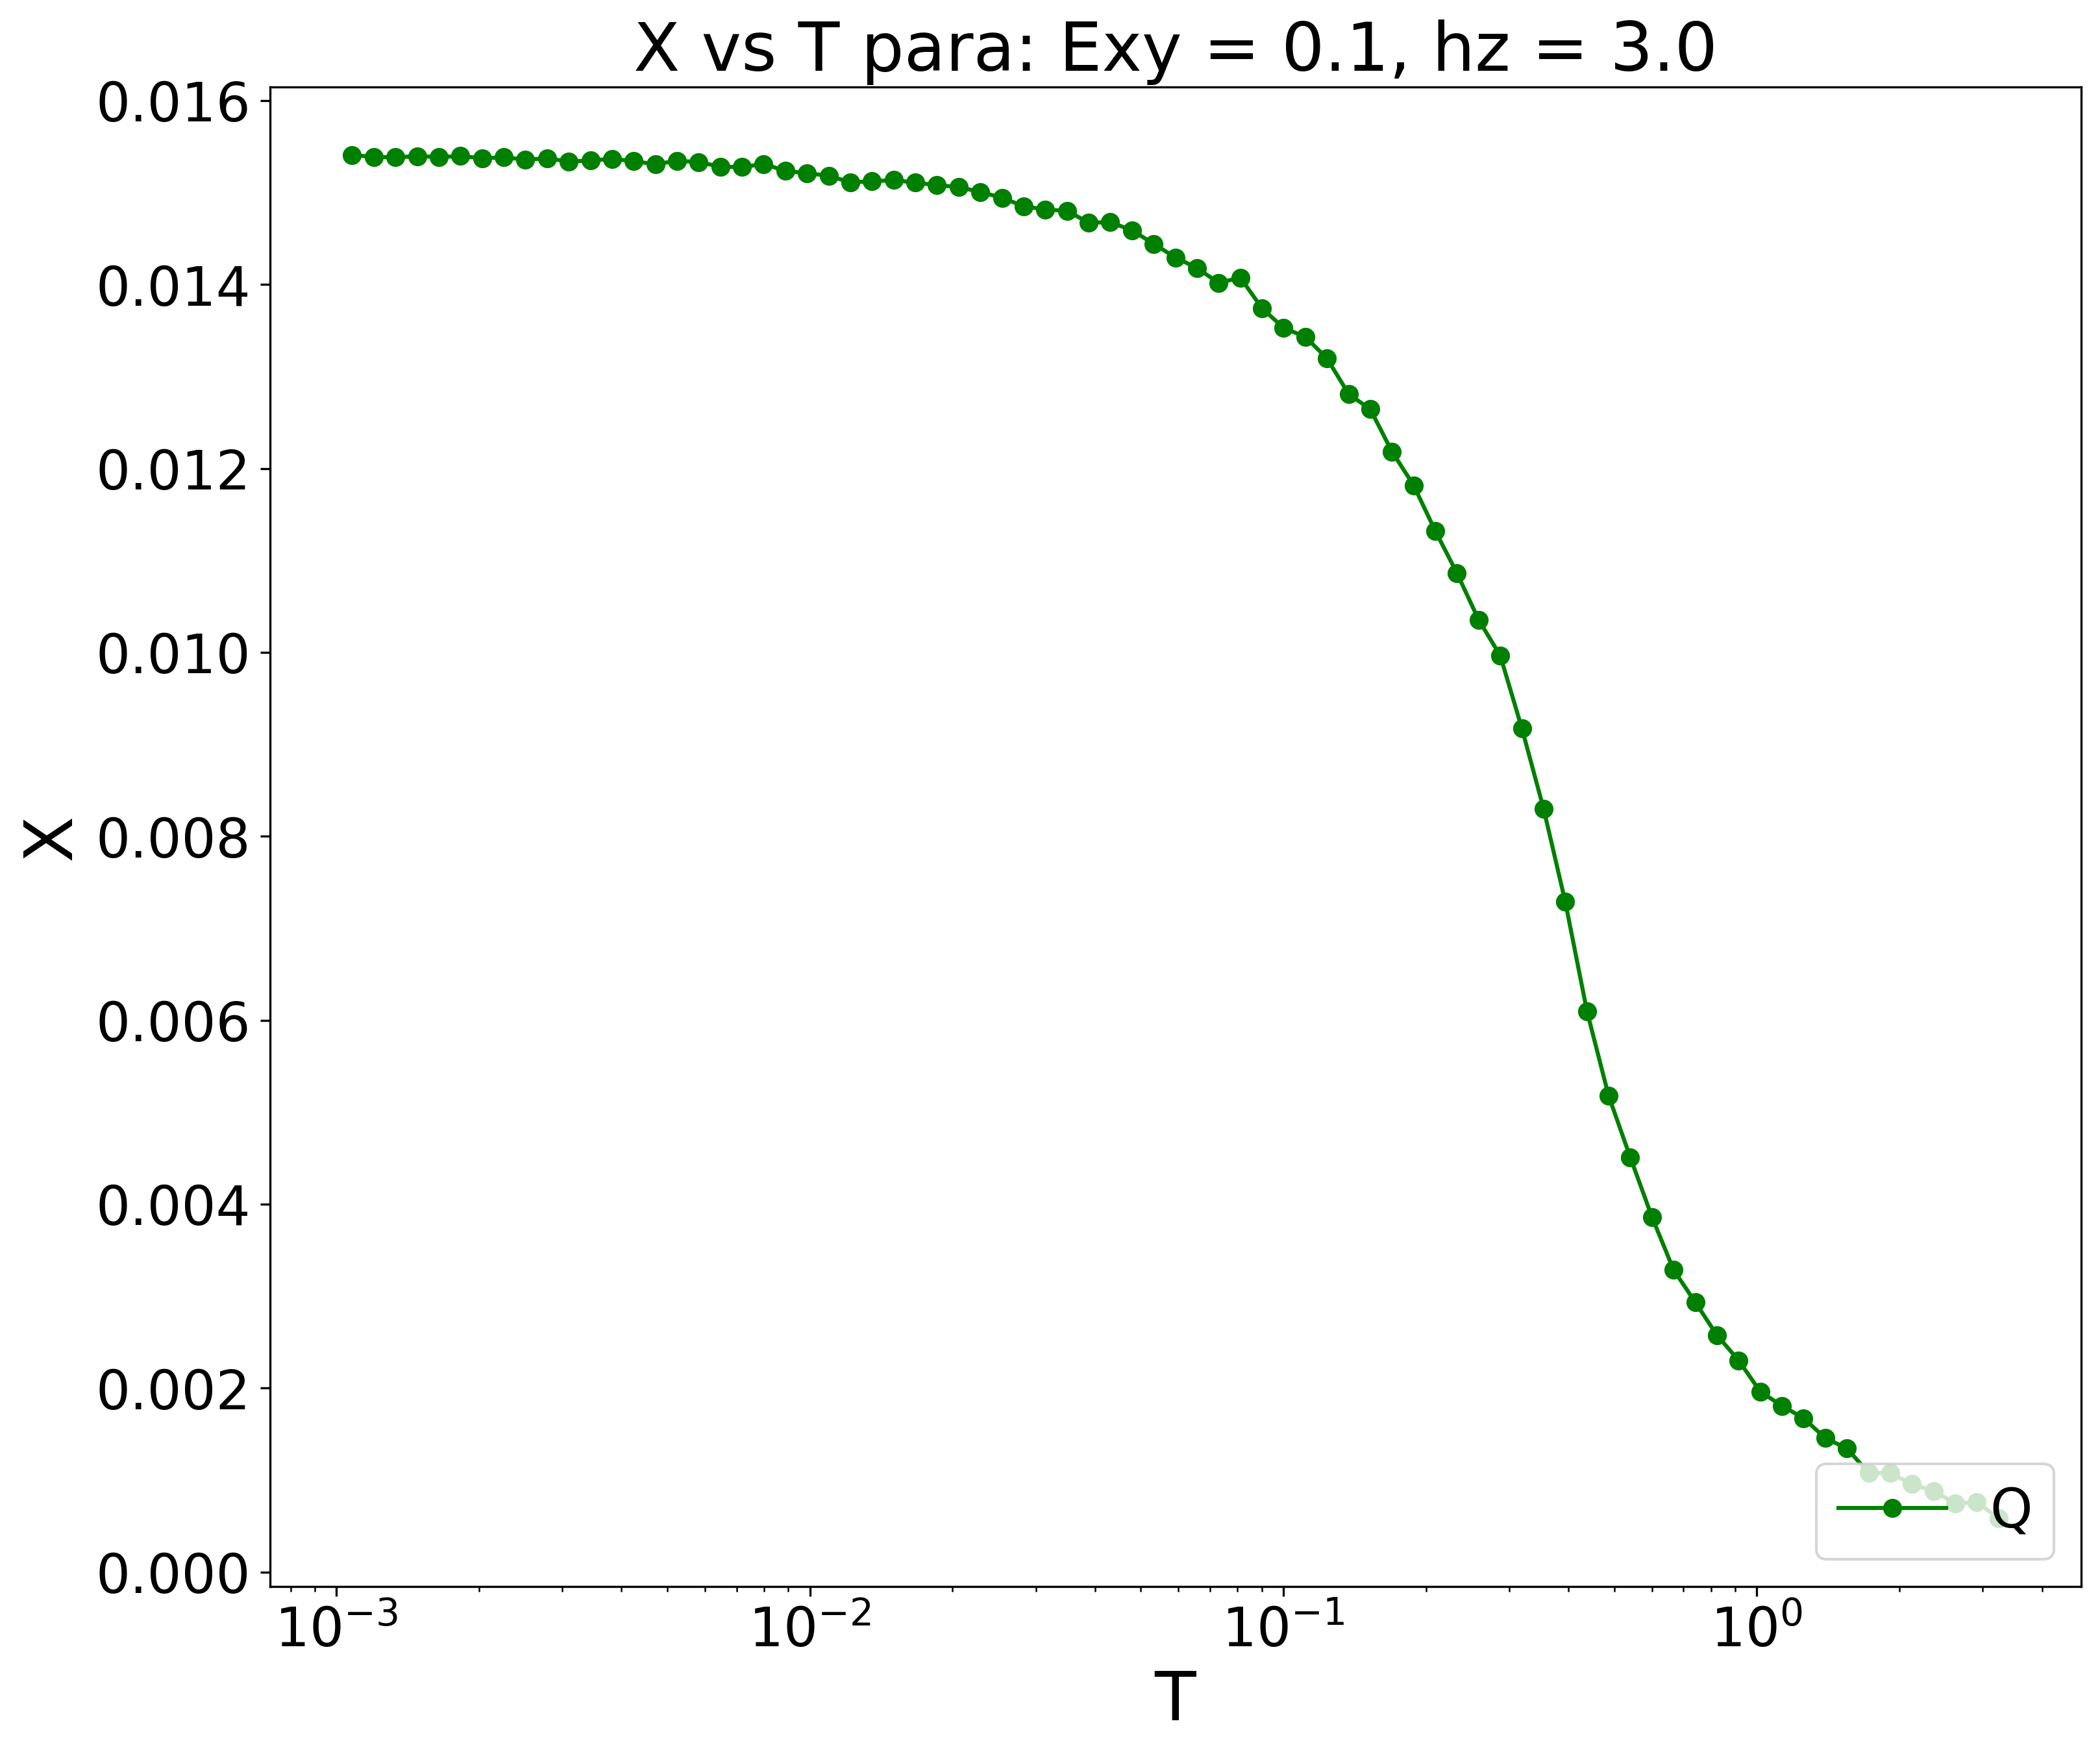 X vs T para: Exy = 0.1, hz = 3.0
0.016
0.014
0.012
0.010
0.008
0.006
0.004
0.002
0.000
X
10⁻³ 10⁻² 10⁻¹ 10⁰
T
Q